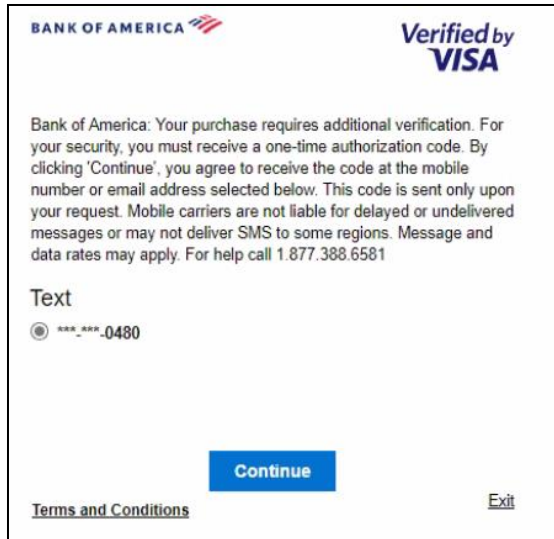 BANK OF AMERICA
Verified by
VISA
Bank of America: Your purchase requires additional verification. For
your security, you must receive a one-time authorization code. By
clicking 'Continue', you agree to receive the code at the mobile
number or email address selected below. This code is sent only upon
your request. Mobile carriers are not liable for delayed or undelivered
messages or may not deliver SMS to some regions. Message and
data rates may apply. For help call 1.877.388.6581
Text
***-***-0480
Continue
Terms and Conditions
Exit